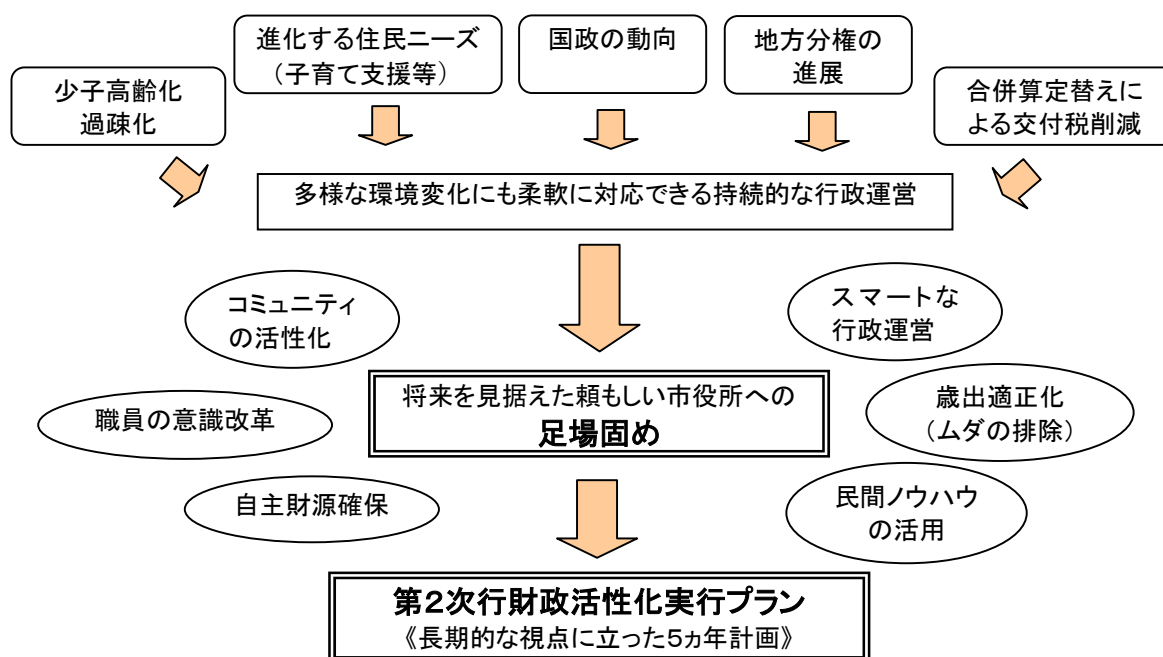 少子高齢化
過疎化
進化する住民ニーズ
(子育て支援等)
国政の動向
地方分権の
進展
合併算定替えに
よる交付税削減
多様な環境変化にも柔軟に対応できる持続的な行政運営
コミュニティ
の活性化
スマートな
行政運営
職員の意識改革
将来を見据えた頼もしい市役所への
足場固め
歳出適正化
(ムダの排除)
自主財源確保
民間ノウハウ
の活用
第2次行財政活性化実行プラン
《長期的な視点に立った5ヵ年計画》